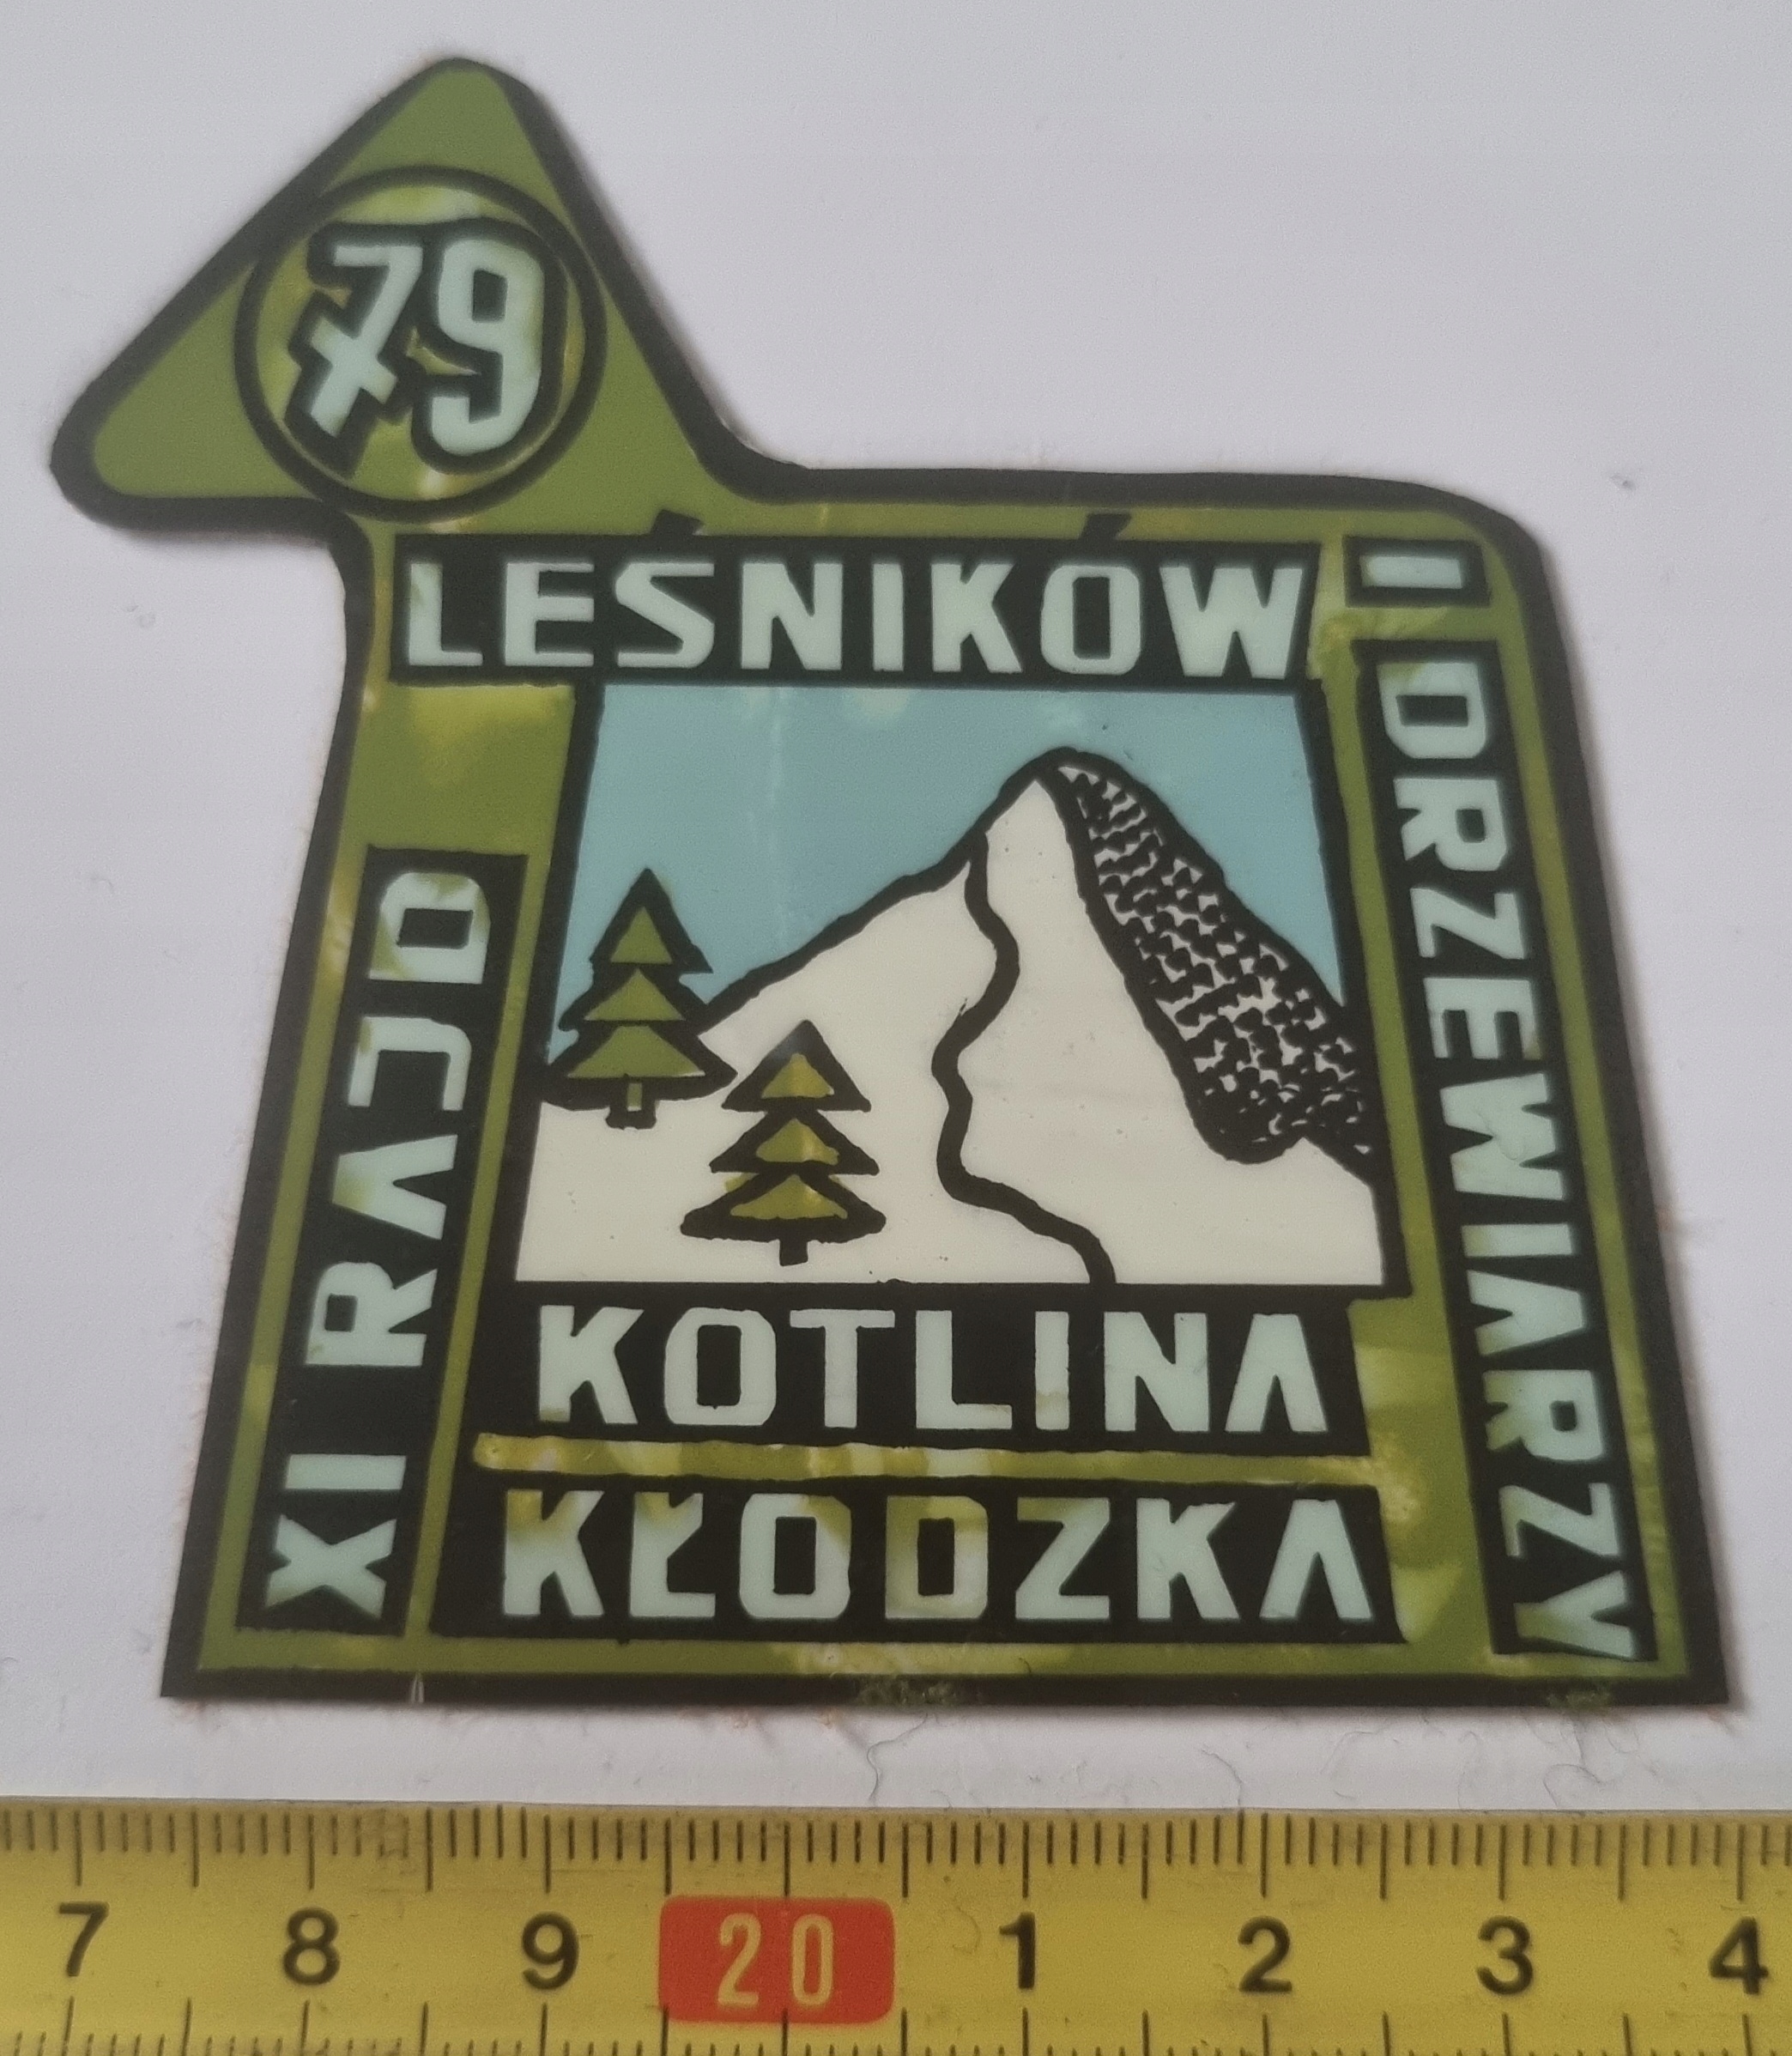 79
XI RAJD
LEŚNIKÓW
I DRZEWIARZY
KOTLINA
KŁODZKA
7 8 9 20 1 2 3 4